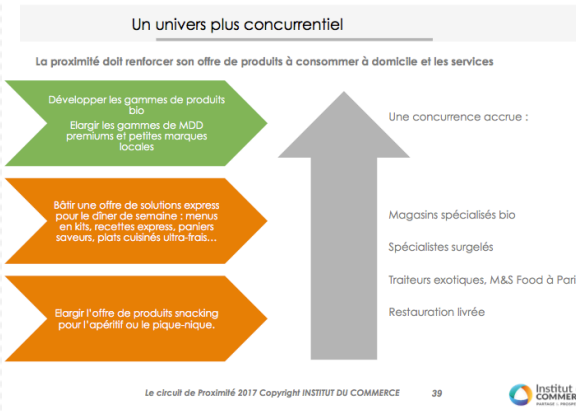 Un univers plus concurrentiel
La proximité doit renforcer son offre de produits à consommer à domicile et les services
Développer les gammes de produits
bio
Elargir les gammes de MDD
premiums et petites marques
locales
Une concurrence accrue :
Bâtir une offre de solutions express
pour le dîner de semaine : menus
en kits, recettes express, paniers
saveurs, plats cuisinés ultra-frais...
Magasins spécialisés bio
Spécialistes surgelés
Traiteurs exotiques, M&S Food à Pari
Restauration livrée
Elargir l'offre de produits snacking
pour l'apéritif ou le pique-nique.
Le circuit de Proximité 2017 Copyright INSTITUT DU COMMERCE
39
Institut
COMMER